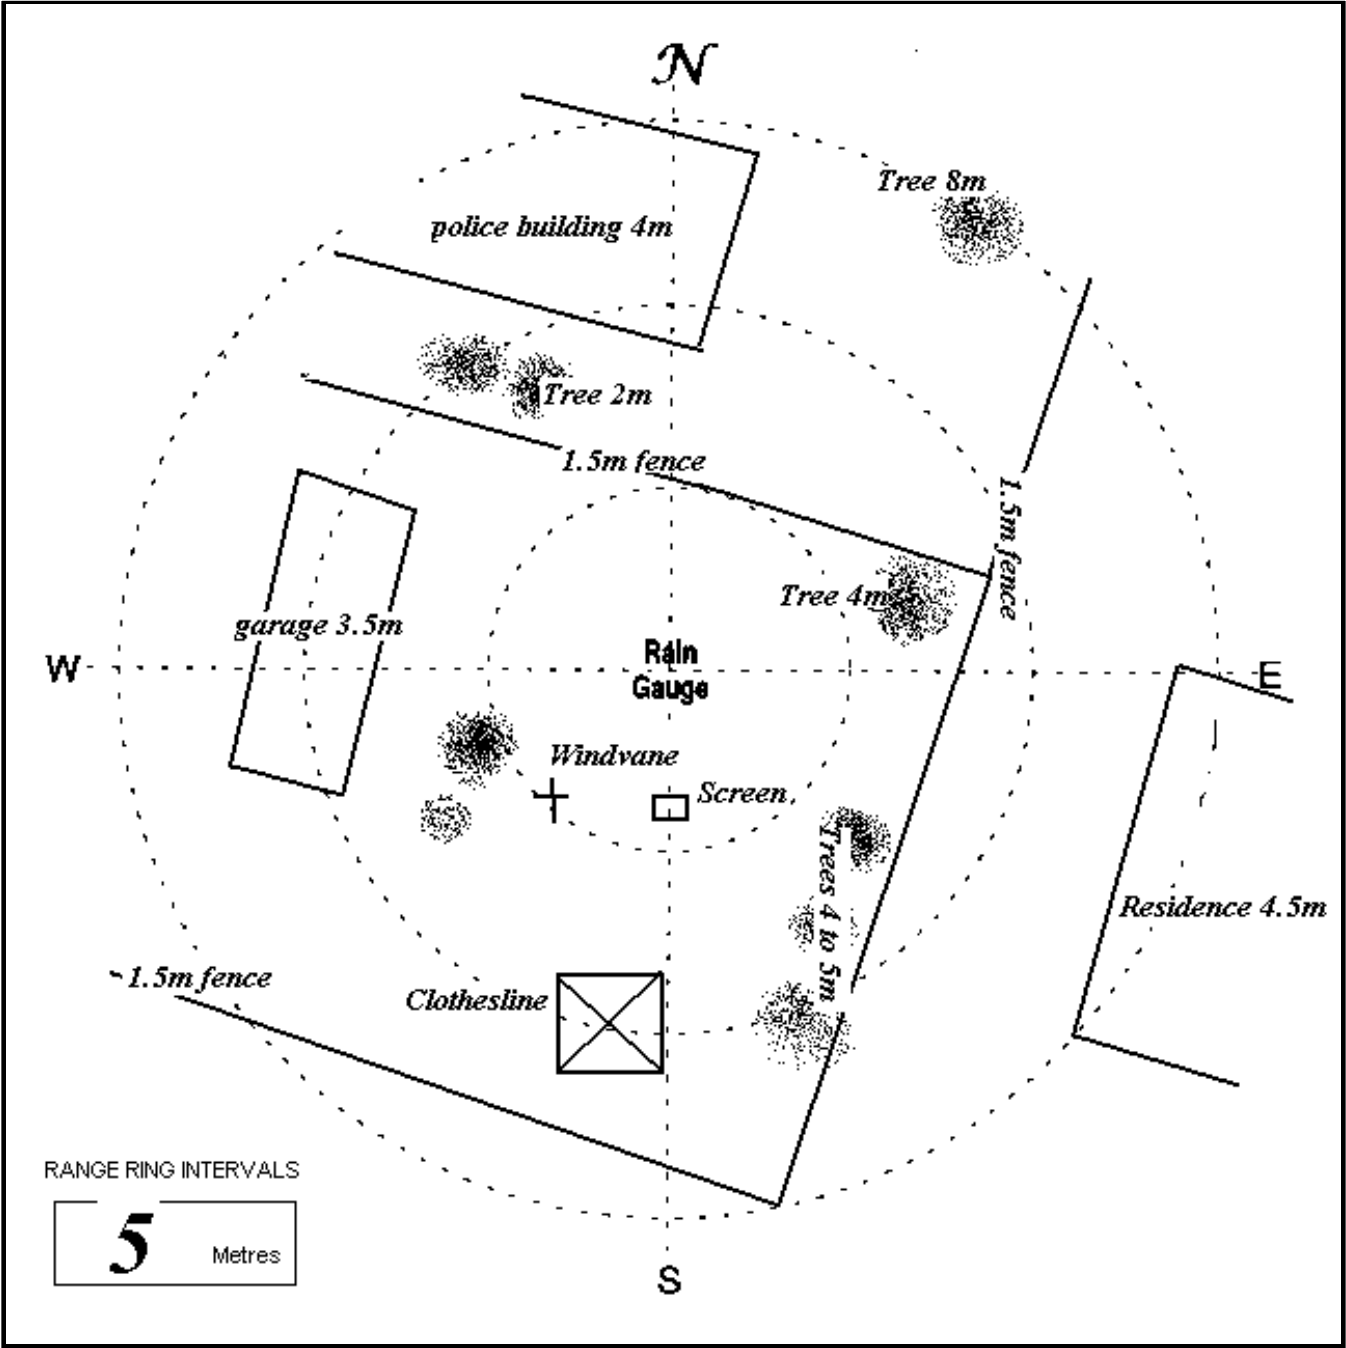 N
Tree 8m
police building 4m
Tree 2m
1.5m fence
1.5m fence
Tree 4m
garage 3.5m
Rain
Gauge
W
E
Windvane
Screen
Trees 4 to 5m
Residence 4.5m
1.5m fence
Clothesline
RANGE RING INTERVALS
5 Metres
S